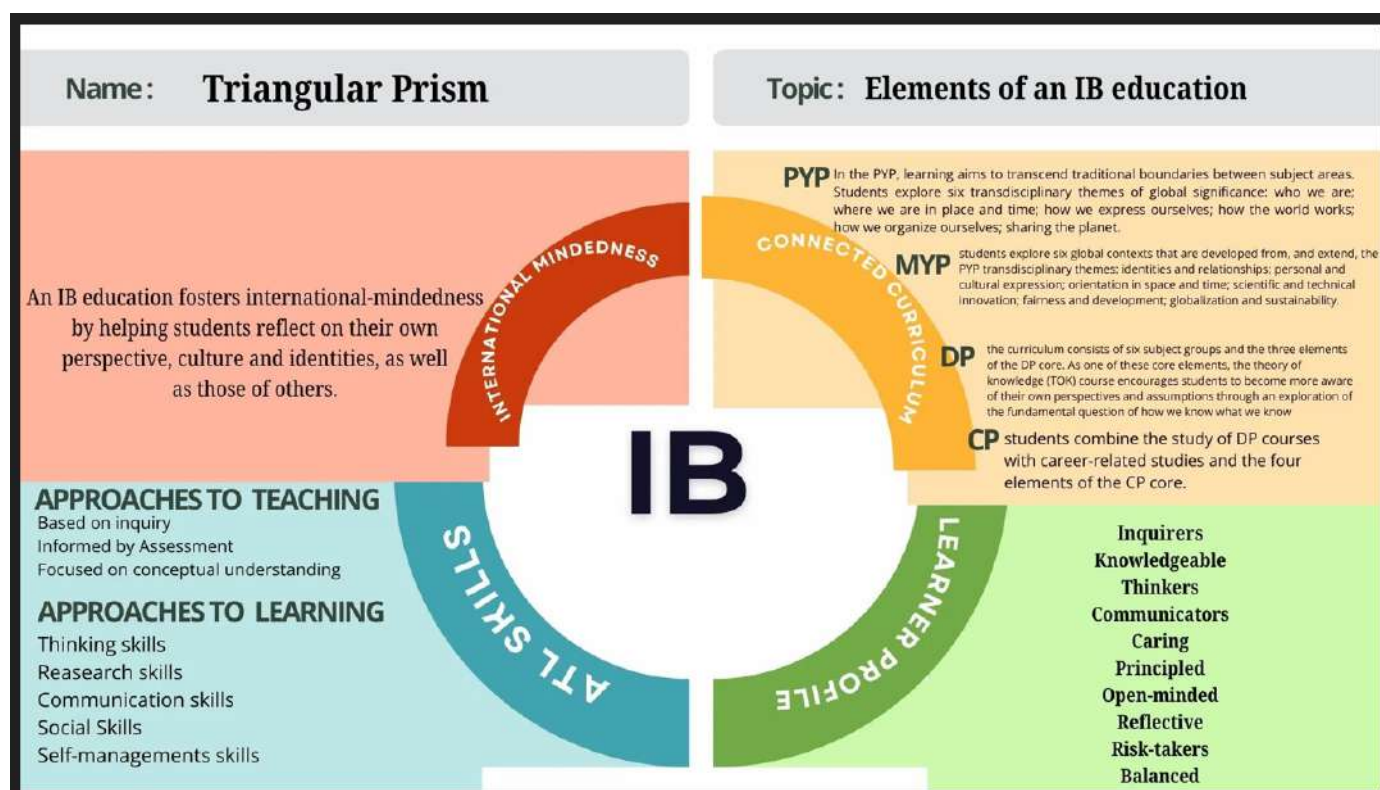 Name: Triangular Prism
Topic: Elements of an IB education
An IB education fosters international-mindedness
by helping students reflect on their own
perspective, culture and identities, as well
as those of others.
INTERNATIONAL MINDEDNESS
CONNECTED CURRICULUM
PYP In the PYP, learning aims to transcend traditional boundaries between subject areas.
Students explore six transdisciplinary themes of global significance: who we are;
where we are in place and time; how we express ourselves; how the world works;
how we organize ourselves; sharing the planet.
MYP students explore six global contexts that are developed from, and extend, the
PYP transdisciplinary themes: identities and relationships; personal and
cultural expression; orientation in space and time; scientific and technical
innovation; fairness and development; globalization and sustainability.
DP the curriculum consists of six subject groups and the three elements
of the DP core. As one of these core elements, the theory of
knowledge (TOK) course encourages students to become more aware
of their own perspectives and assumptions through an exploration of
the fundamental question of how we know what we know
CP students combine the study of DP courses
with career-related studies and the four
elements of the CP core.
IB
APPROACHES TO TEACHING
Based on inquiry
Informed by Assessment
Focused on conceptual understanding
APPROACHES TO LEARNING
Thinking skills
Reasearch skills
Communication skills
Social Skills
Self-managements skills
ATL SKILLS
LEARNER PROFILE
Inquirers
Knowledgeable
Thinkers
Communicators
Caring
Principled
Open-minded
Reflective
Risk-takers
Balanced